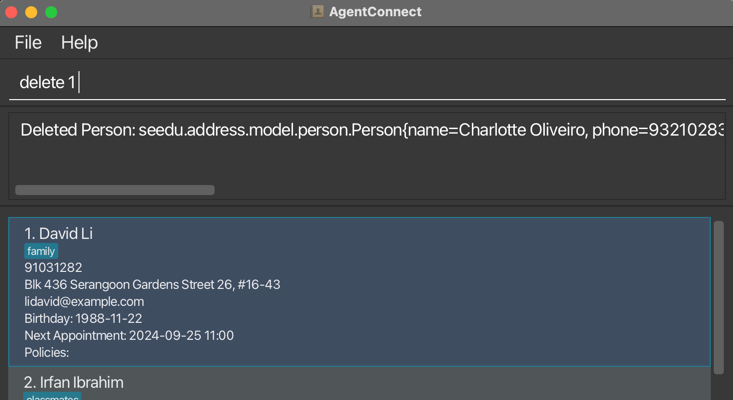 AgentConnect
File Help
delete 1
Deleted Person: seedu.address.model.person.Person{name=Charlotte Oliveiro, phone=93210283
1. David Li
family
91031282
Blk 436 Serangoon Gardens Street 26, #16-43
lidavid@example.com
Birthday: 1988-11-22
Next Appointment: 2024-09-25 11:00
Policies:
2. Irfan Ibrahim
classmates